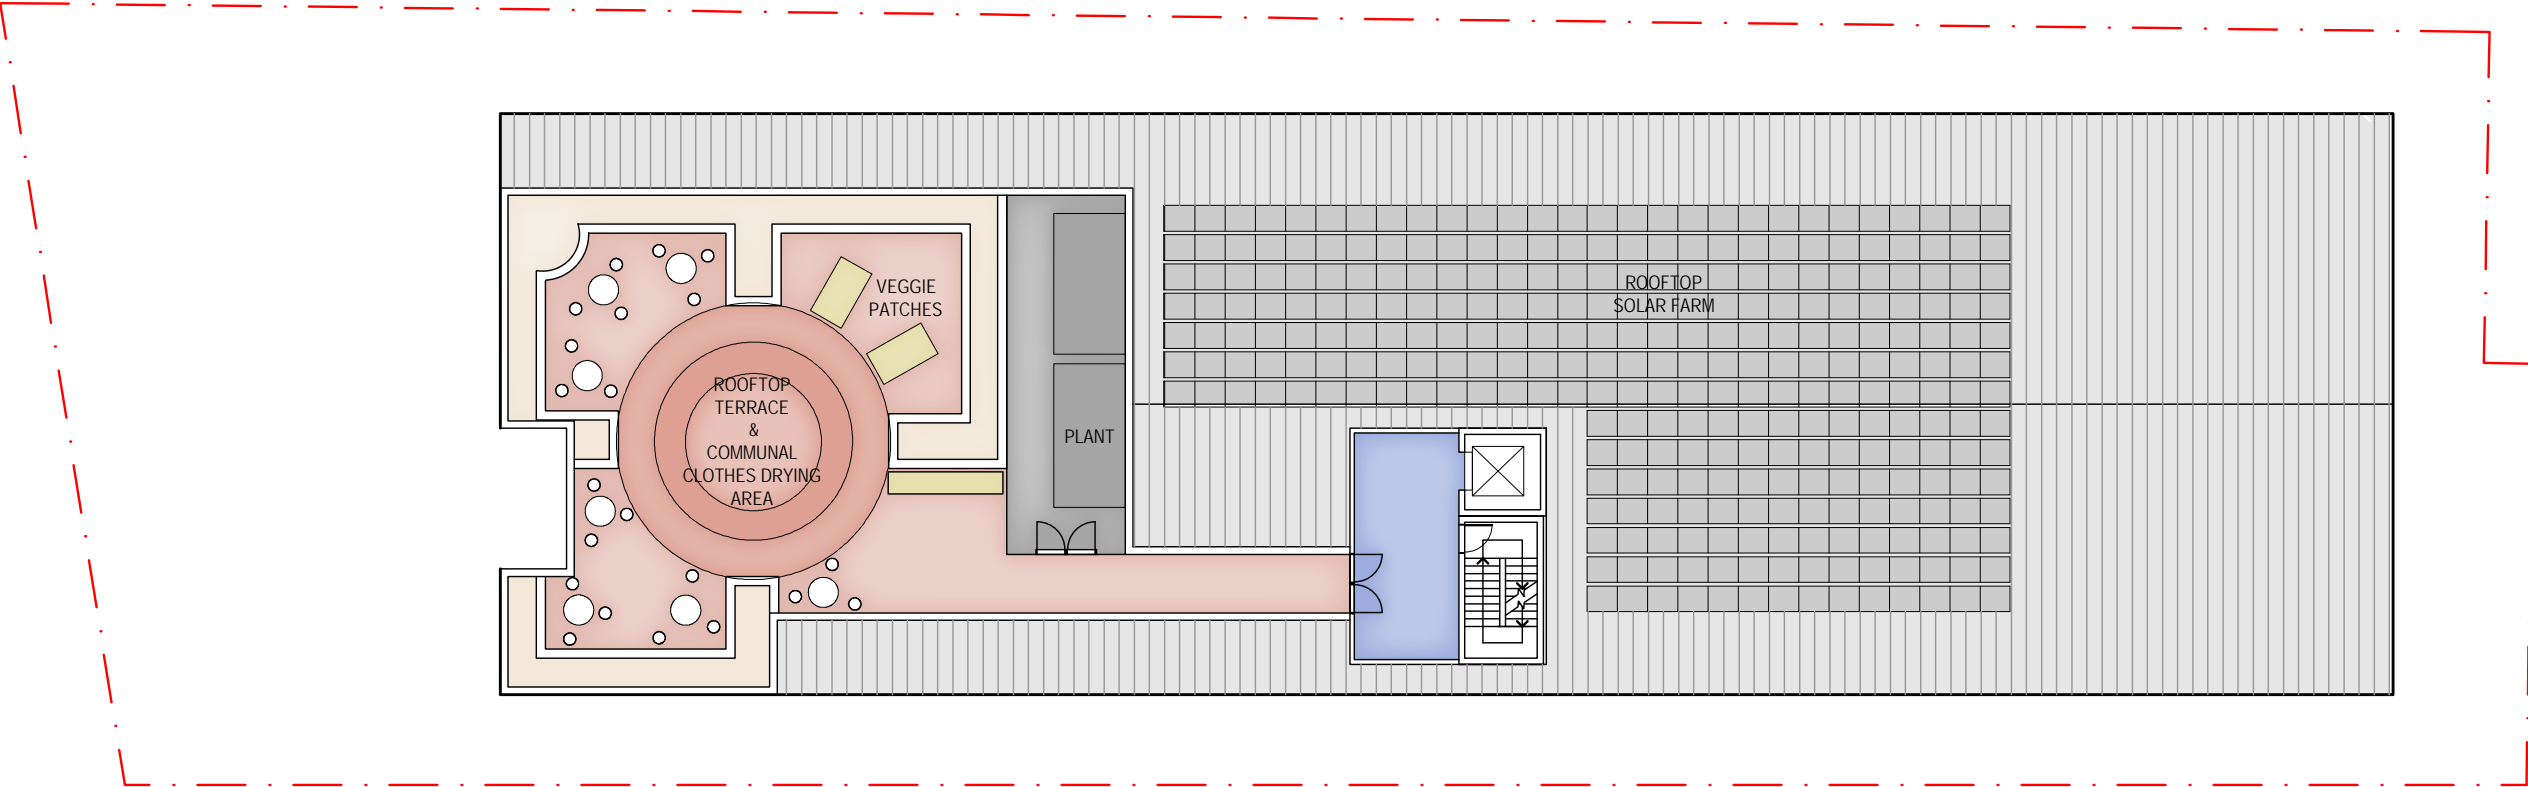 VEGGIE
PATCHES
ROOFTOP
TERRACE
&
COMMUNAL
CLOTHES DRYING
AREA
PLANT
ROOFTOP
SOLAR FARM